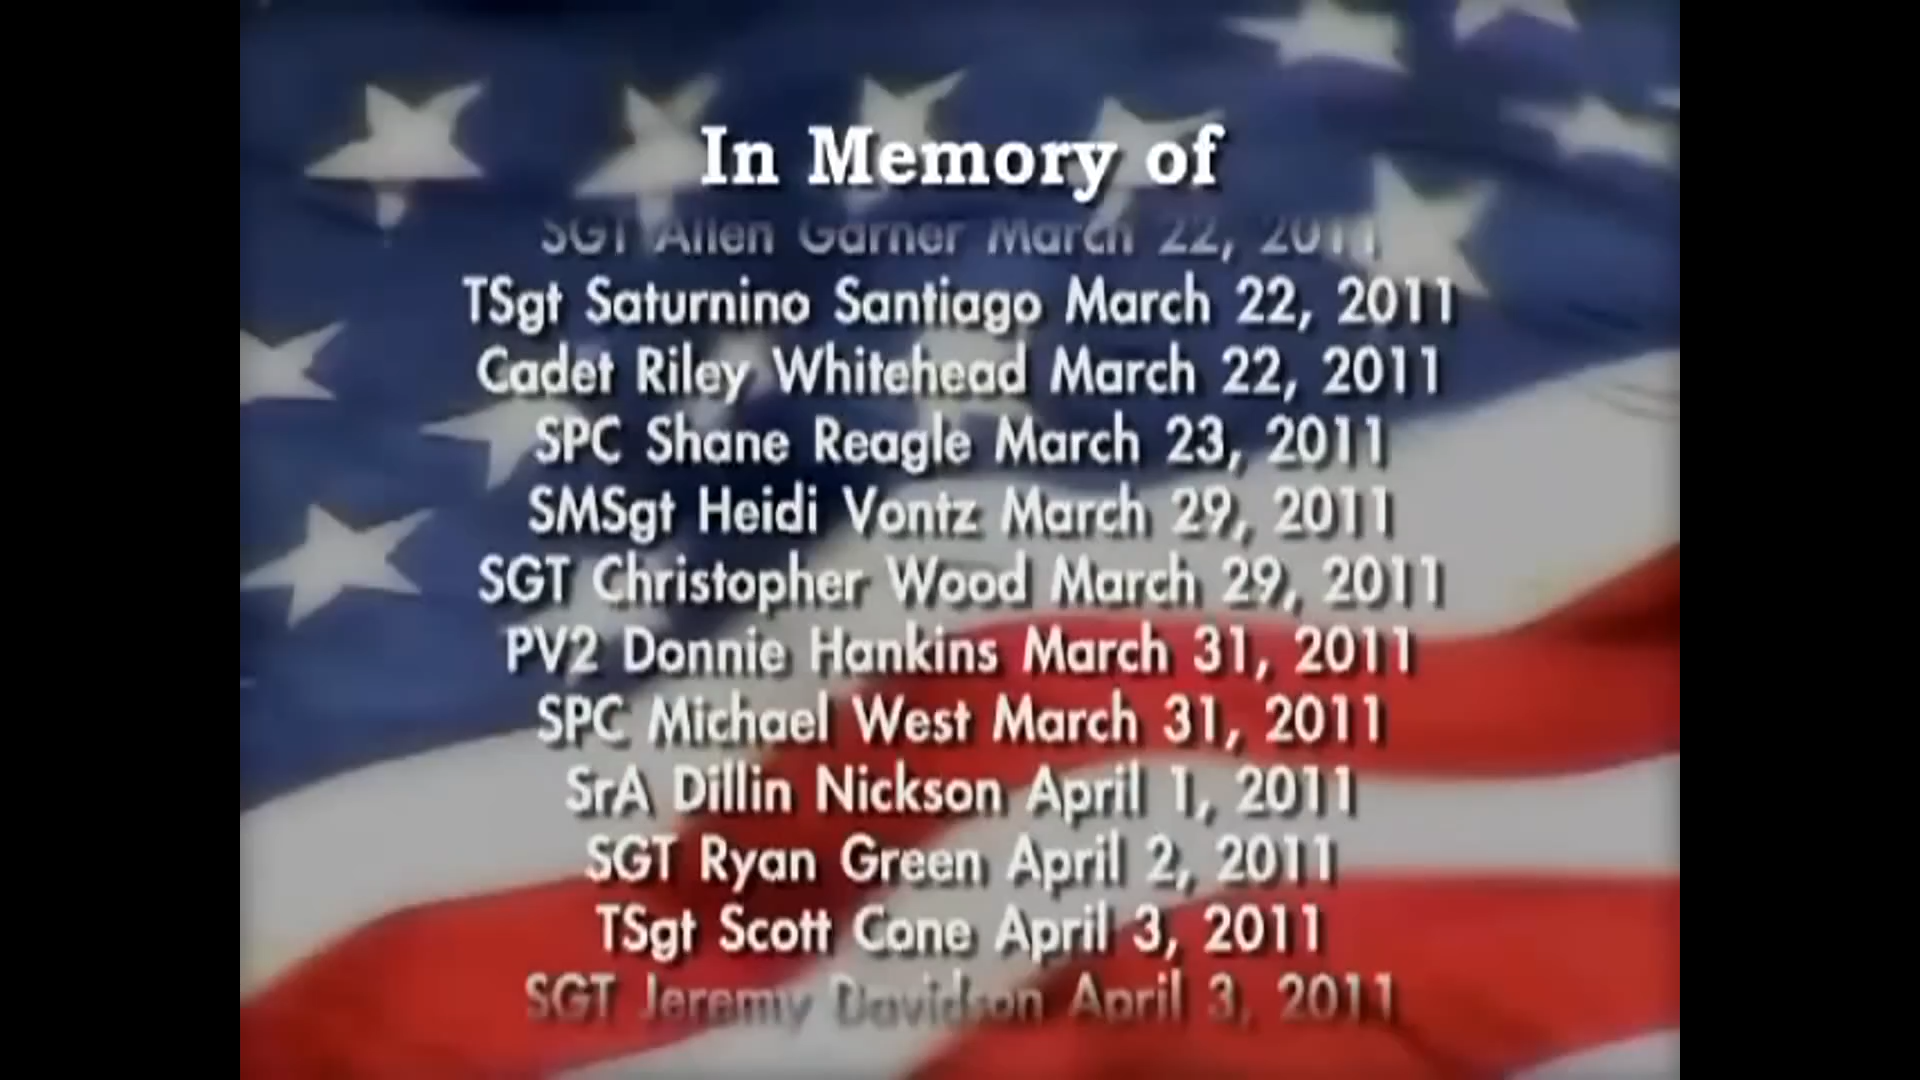 In Memory of
SGT Allen Garner March 22, 2011
TSgt Saturnino Santiago March 22, 2011
Cadet Riley Whitehead March 22, 2011
SPC Shane Reagle March 23, 2011
SMSgt Heidi Vontz March 29, 2011
SGT Christopher Wood March 29, 2011
PV2 Donnie Hankins March 31, 2011
SPC Michael West March 31, 2011
SrA Dillin Nickson April 1, 2011
SGT Ryan Green April 2, 2011
TSgt Scott Cone April 3, 2011
SGT Jeremy Davidson April 3, 2011